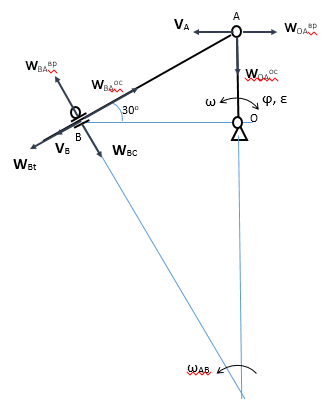 A
V_A
W_OA^вр
W_BA^вр
W_BA^ос
W_OA^ос
30°
ω
φ, ε
O
B
V_B
W_BC
W_Bt
ω_AB